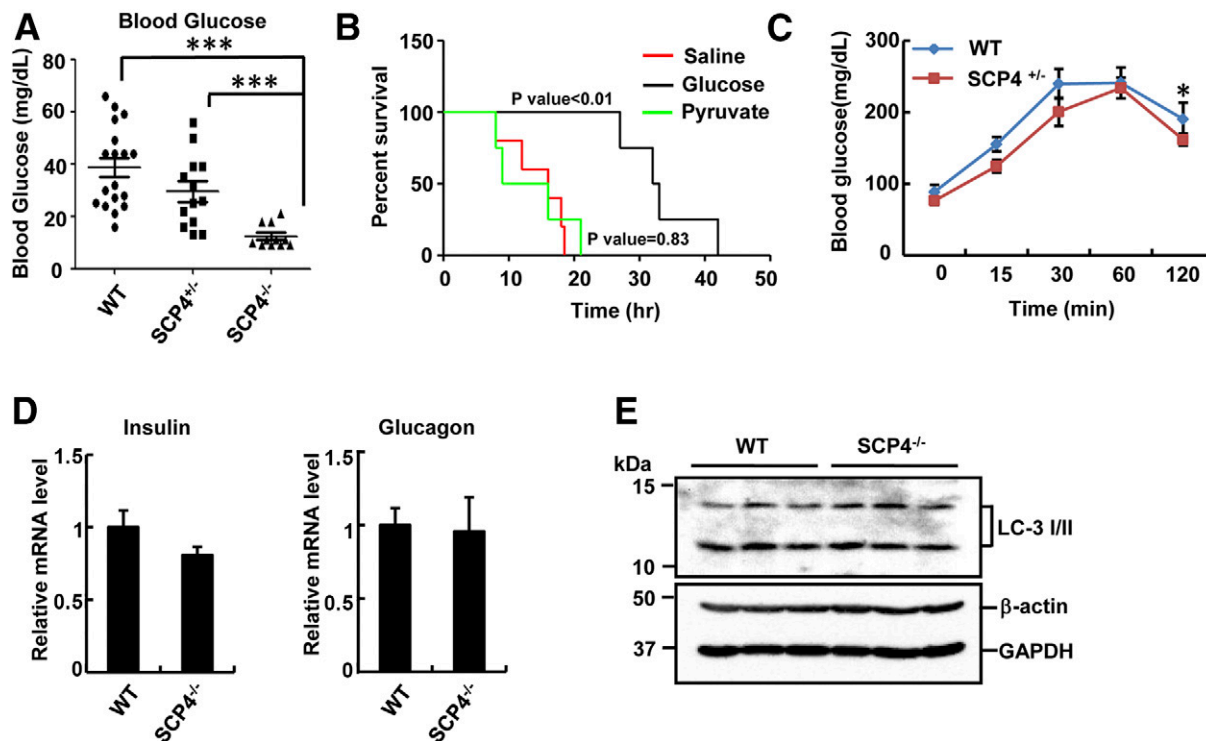 A
Blood Glucose
***
***
Blood Glucose (mg/dL)
80
60
40
20
0
WT
SCP4+/-
SCP4-/-
B
150
100
50
0
Percent survival
Saline
Glucose
Pyruvate
P value<0.01
P value=0.83
0 10 20 30 40 50
Time (hr)
C
300
200
100
0
Blood glucose(mg/dL)
WT
SCP4 +/-
*
0 15 30 60 120
Time (min)
D
Insulin
1.5
1
0.5
0
Relative mRNA level
WT
SCP4-/-
Glucagon
1.5
1
0.5
0
Relative mRNA level
WT
SCP4-/-
E
WT SCP4-/-
kDa
15
10
LC-3 I/II
50
37
β-actin
GAPDH